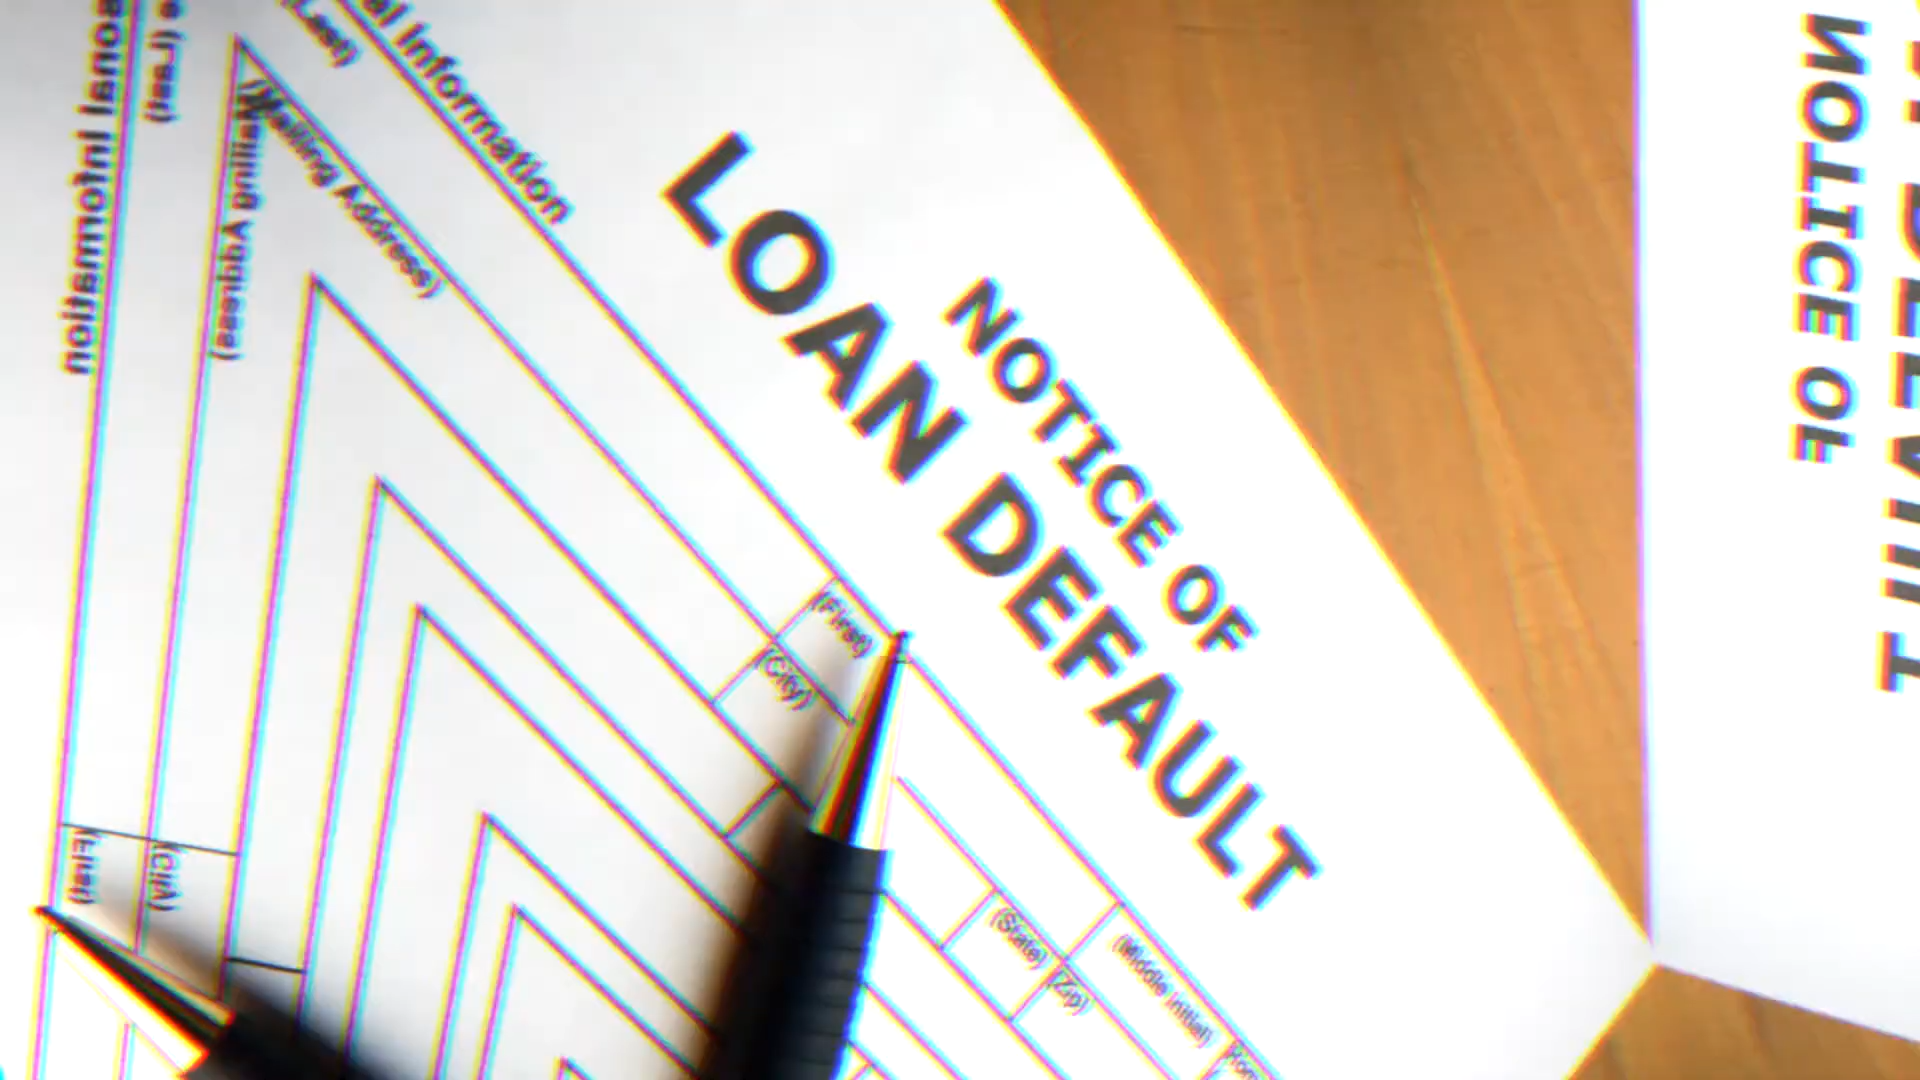 NOTICE OF
LOAN DEFAULT
al Information
(Last)
(First)
(Middle Initial)
(Mailing Address)
(City)
(State)
(Zip)
onal Information
e (Last)
(First)
(Mailing Address)
(City)
NOTICE OF